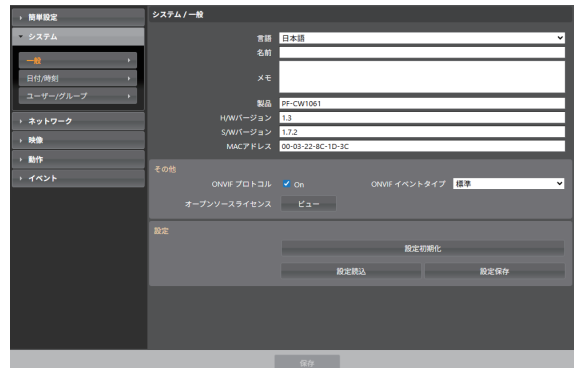 簡単設定
システム
一般
日付/時刻
ユーザー/グループ
ネットワーク
映像
動作
イベント
システム / 一般
言語 日本語
名前
メモ
製品 PF-CW1061
H/Wバージョン 1.3
S/Wバージョン 1.7.2
MACアドレス 00-03-22-8C-1D-3C
その他
ONVIF プロトコル On ONVIF イベントタイプ 標準
オープンソースライセンス ビュー
設定
設定初期化
設定読込 設定保存
保存